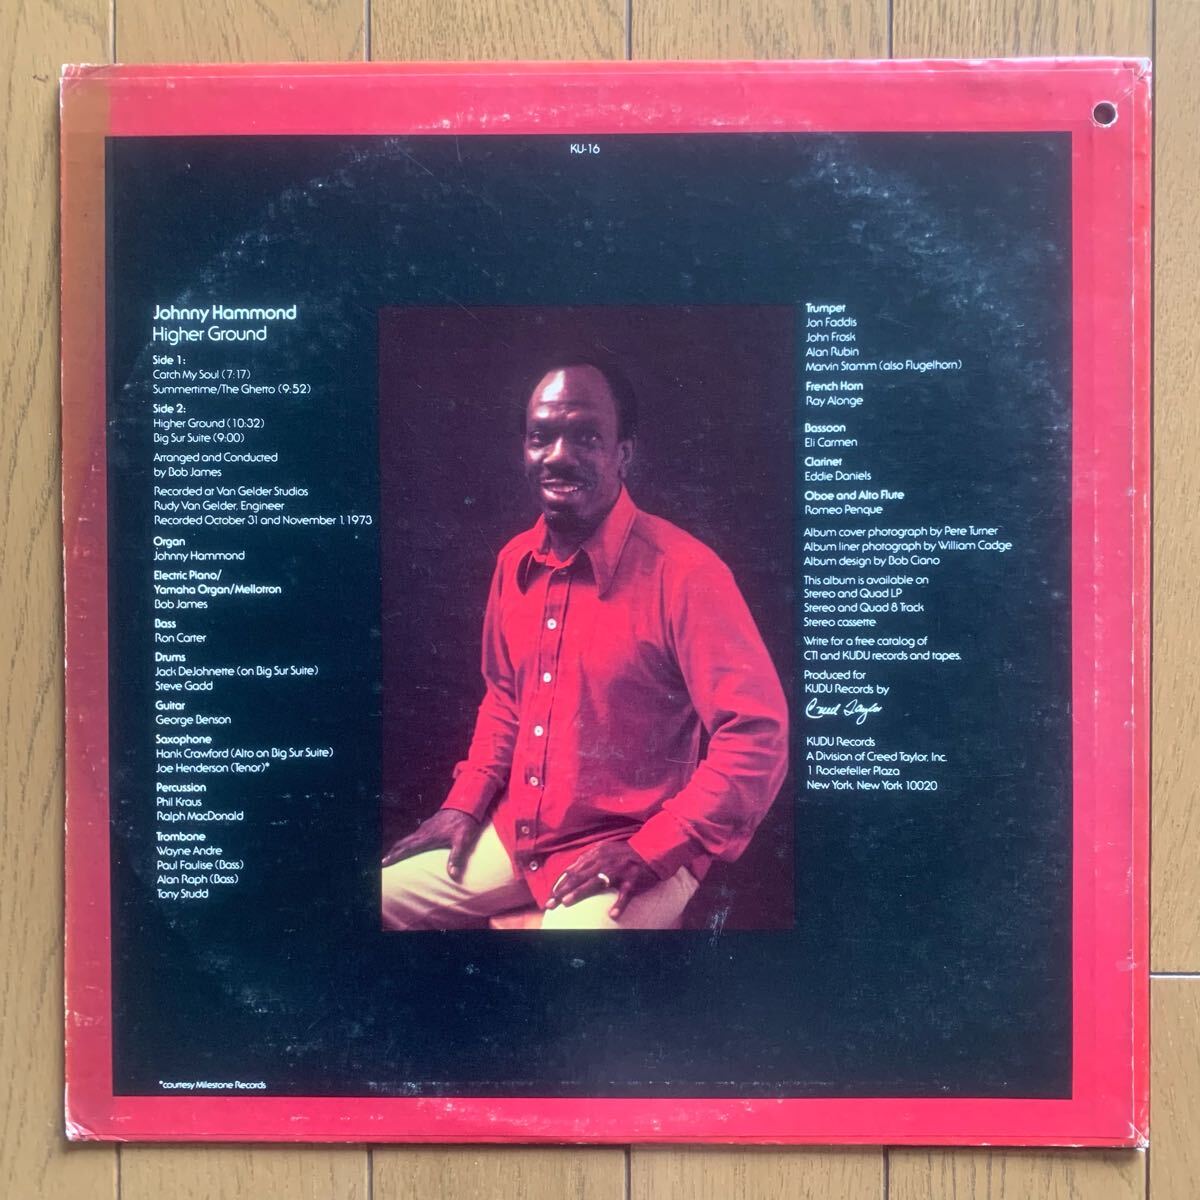 KU-16
Johnny Hammond
Higher Ground
Side 1:
Catch My Soul (7:17)
Summertime/The Ghetto (9:52)
Side 2:
Higher Ground (10:32)
Big Sur Suite (9:00)
Arranged and Conducted
by Bob James
Recorded at Van Gelder Studios
Rudy Van Gelder, Engineer
Recorded October 31 and November 1 1973
Organ
Johnny Hammond
Electric Piano/
Yamaha Organ/Mellotron
Bob James
Bass
Ron Carter
Drums
Jack DeJohnette (on Big Sur Suite)
Steve Gadd
Guitar
George Benson
Saxophone
Hank Crawford (Alto on Big Sur Suite)
Joe Henderson (Tenor)*
Percussion
Phil Kraus
Ralph MacDonald
Trombone
Wayne Andre
Paul Faulise (Bass)
Alan Raph (Bass)
Tony Studd
*courtesy Milestone Records
Trumpet
Jon Faddis
John Frosk
Alan Rubin
Marvin Stamm (also Flugelhorn)
French Horn
Ray Alonge
Bassoon
Eli Carmen
Clarinet
Eddie Daniels
Oboe and Alto Flute
Romeo Penque
Album cover photograph by Pete Turner
Album liner photograph by William Cadge
Album design by Bob Ciano
This album is available on
Stereo and Quad LP
Stereo and Quad 8 Track
Stereo cassette
Write for a free catalog of
CTI and KUDU records and tapes.
Produced for
KUDU Records by
Creed Taylor
KUDU Records
A Division of Creed Taylor, Inc.
1 Rockefeller Plaza
New York, New York 10020